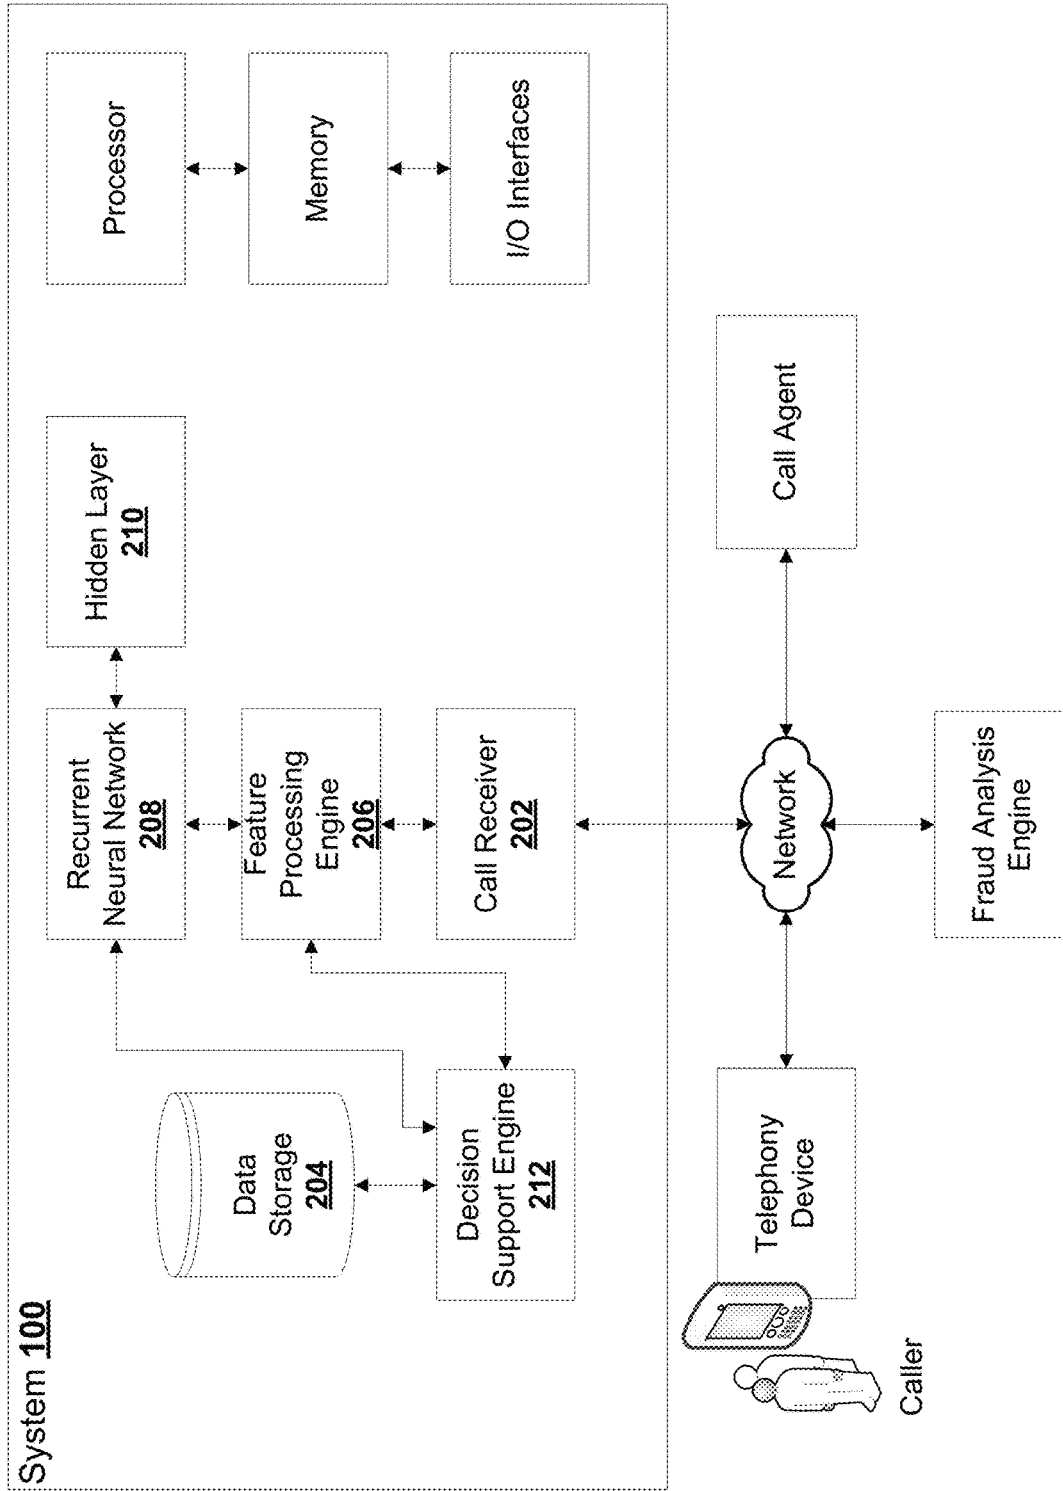 System 100
Data
Storage
204
Recurrent
Neural Network
208
Hidden Layer
210
Processor
Feature
Processing
Engine
206
Memory
Decision
Support Engine
212
Call Receiver
202
I/O Interfaces
Caller
Telephony
Device
Network
Call Agent
Fraud Analysis
Engine